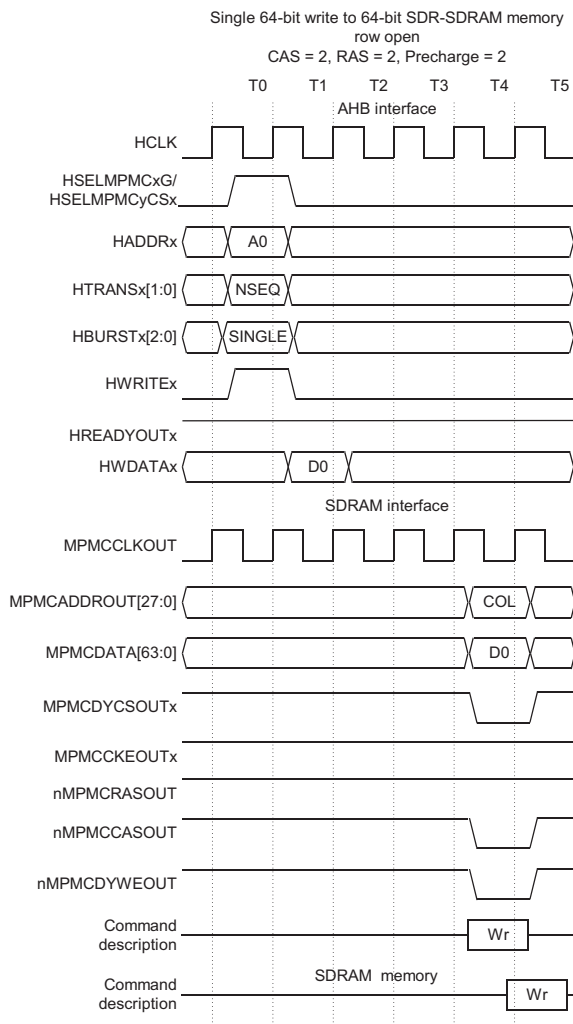 Single 64-bit write to 64-bit SDR-SDRAM memory
row open
CAS = 2, RAS = 2, Precharge = 2
T0 T1 T2 T3 T4 T5
AHB interface
HCLK
HSELMPMCxG/
HSELMPMCyCSx
HADDRx A0
HTRANSx[1:0] NSEQ
HBURSTx[2:0] SINGLE
HWRITEx
HREADYOUTx
HWDATAx D0
SDRAM interface
MPMCCLKOUT
MPMCADDROUT[27:0] COL
MPMCDATA[63:0] D0
MPMCDYCSOUTx
MPMCCKEOUTx
nMPMCRASOUT
nMPMCCASOUT
nMPMCDYWEOUT
Command
description Wr
SDRAM memory
Command
description Wr